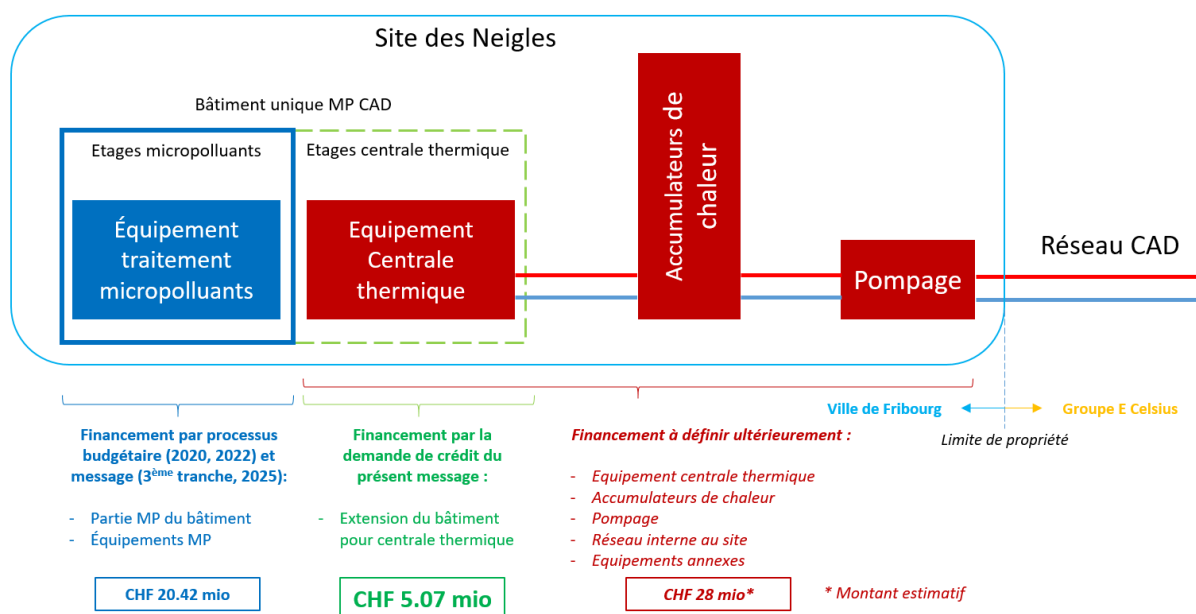 Site des Neigles
Bâtiment unique MP CAD
Etages micropolluants
Etages centrale thermique
Équipement
traitement
micropolluants
Equipement
Centrale
thermique
Accumulateurs de
chaleur
Pompage
Réseau CAD
Ville de Fribourg
Groupe E Celsius
Limite de propriété
Financement par processus
budgétaire (2020, 2022) et
message (3ème tranche, 2025):
- Partie MP du bâtiment
- Équipements MP
CHF 20.42 mio
Financement par la
demande de crédit du
présent message :
- Extension du bâtiment
pour centrale thermique
CHF 5.07 mio
Financement à définir ultérieurement :
- Equipement centrale thermique
- Accumulateurs de chaleur
- Pompage
- Réseau interne au site
- Equipements annexes
CHF 28 mio*
* Montant estimatif